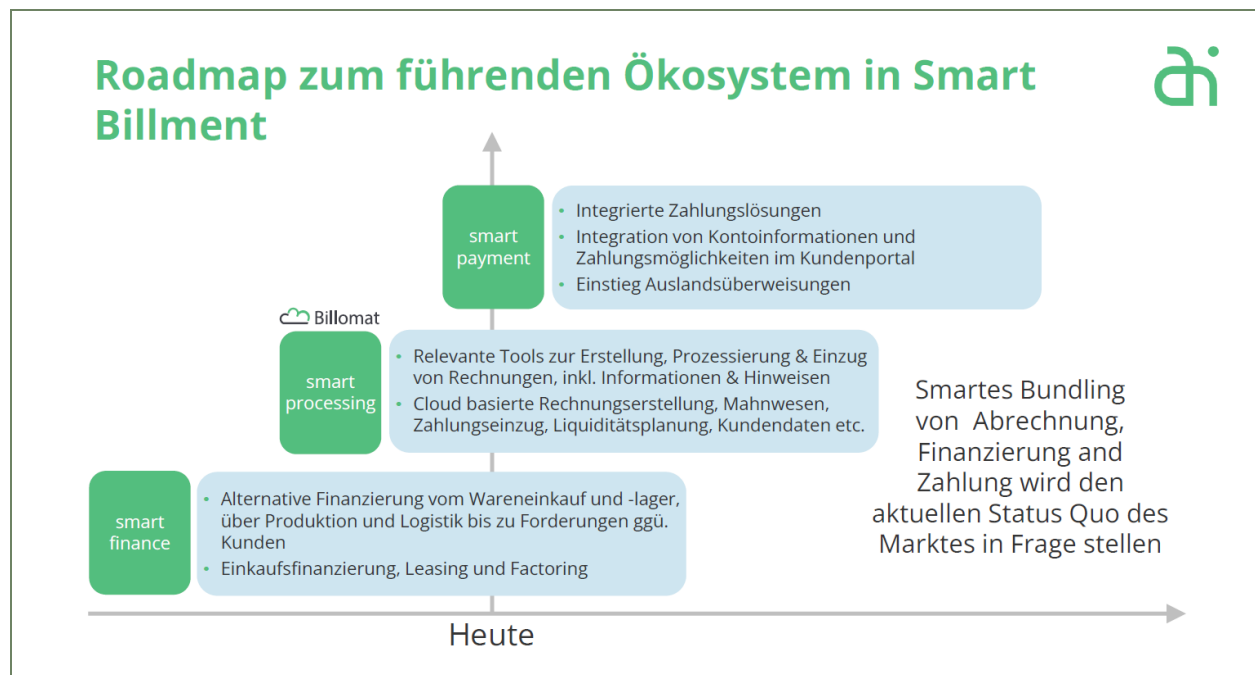 Roadmap zum führenden Ökosystem in Smart
Billment
smart
payment
• Integrierte Zahlungslösungen
• Integration von Kontoinformationen und
Zahlungsmöglichkeiten im Kundenportal
• Einstieg Auslandsüberweisungen
Billomat
smart
processing
• Relevante Tools zur Erstellung, Prozessierung & Einzug
von Rechnungen, inkl. Informationen & Hinweisen
• Cloud basierte Rechnungserstellung, Mahnwesen,
Zahlungseinzug, Liquiditätsplanung, Kundendaten etc.
smart
finance
• Alternative Finanzierung vom Wareneinkauf und -lager,
über Produktion und Logistik bis zu Forderungen ggü.
Kunden
• Einkaufsfinanzierung, Leasing und Factoring
Smartes Bundling
von Abrechnung,
Finanzierung and
Zahlung wird den
aktuellen Status Quo des
Marktes in Frage stellen
Heute